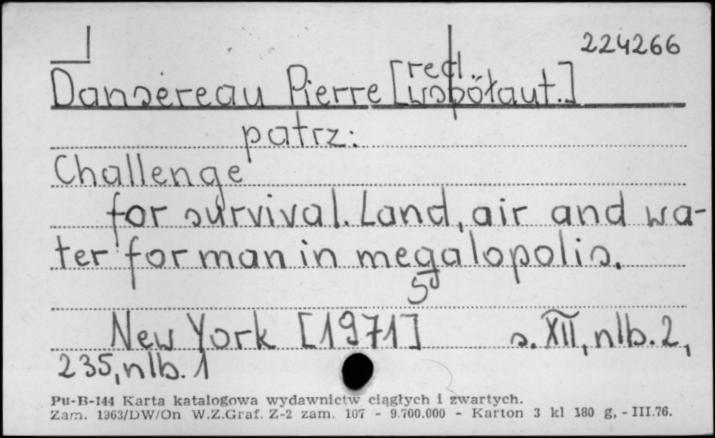 224266
red.
Dansereau Pierre [współaut.]
patrz:
Challenge
for survival. Land, air and wa-
ter for man in megalopolis.
New York [1971] s. XII, nlb. 2,
235, nlb. 1
Pu-B-144 Karta katalogowa wydawnictw ciągłych i zwartych.
Zam. 1363/DW/On W.Z.Graf. Z-2 zam. 107 - 9.700.000 - Karton 3 kl 180 g. - III.76.